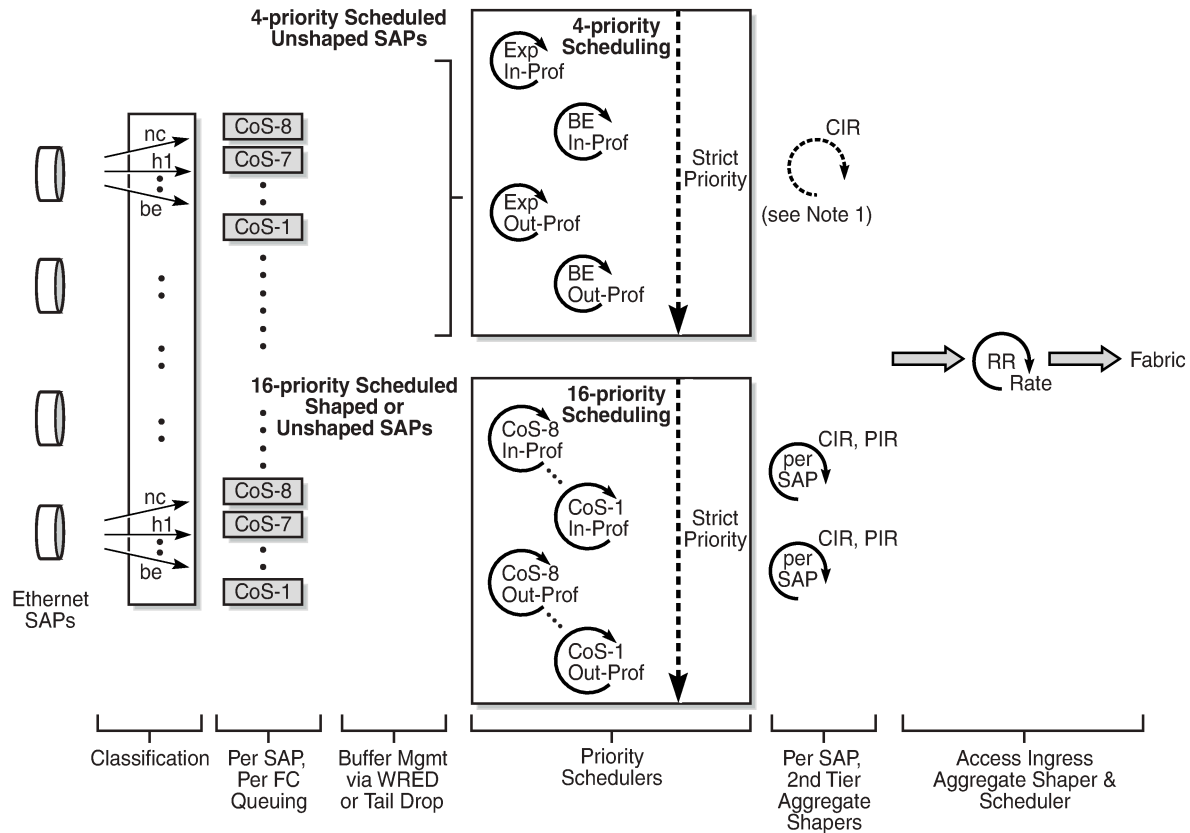 4-priority Scheduled
Unshaped SAPs
4-priority
Scheduling
Exp
In-Prof
BE
In-Prof
Exp
Out-Prof
BE
Out-Prof
Strict
Priority
CIR
(see Note 1)
nc
h1
be
CoS-8
CoS-7
CoS-1
RR
Rate
Fabric
16-priority Scheduled
Shaped or
Unshaped SAPs
16-priority
Scheduling
CoS-8
In-Prof
CoS-1
In-Prof
CoS-8
Out-Prof
CoS-1
Out-Prof
Strict
Priority
CIR, PIR
per
SAP
CIR, PIR
per
SAP
nc
h1
be
CoS-8
CoS-7
CoS-1
Ethernet
SAPs
Classification
Per SAP,
Per FC
Queuing
Buffer Mgmt
via WRED
or Tail Drop
Priority
Schedulers
Per SAP,
2nd Tier
Aggregate
Shapers
Access Ingress
Aggregate Shaper &
Scheduler